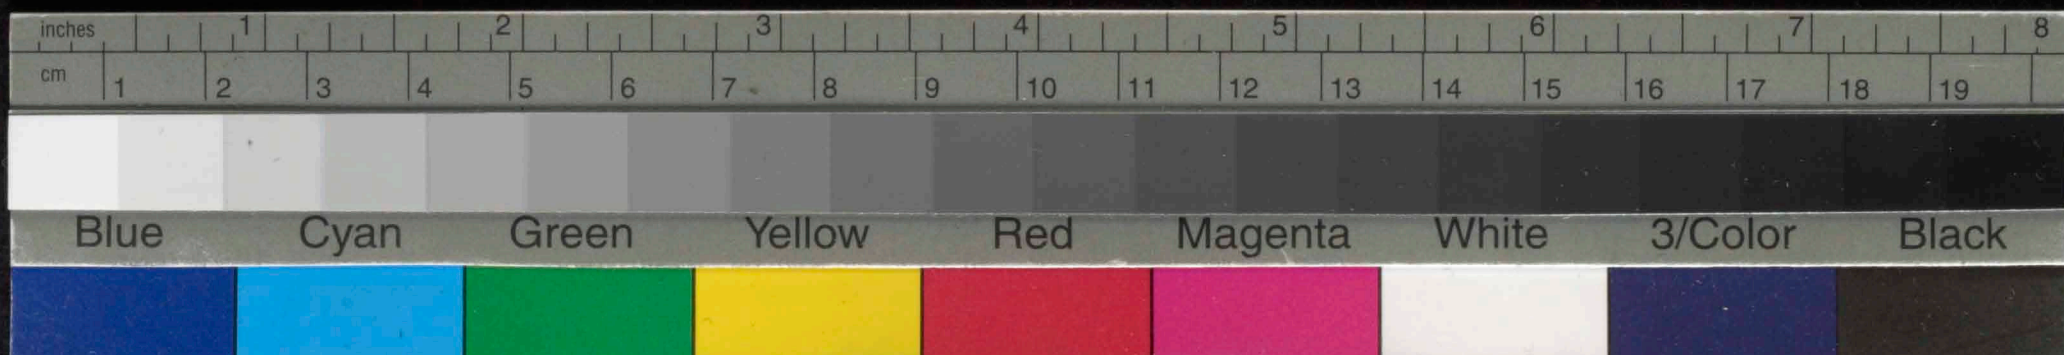 inches 1 2 3 4 5 6 7 8
cm 1 2 3 4 5 6 7 8 9 10 11 12 13 14 15 16 17 18 19
Blue Cyan Green Yellow Red Magenta White 3/Color Black